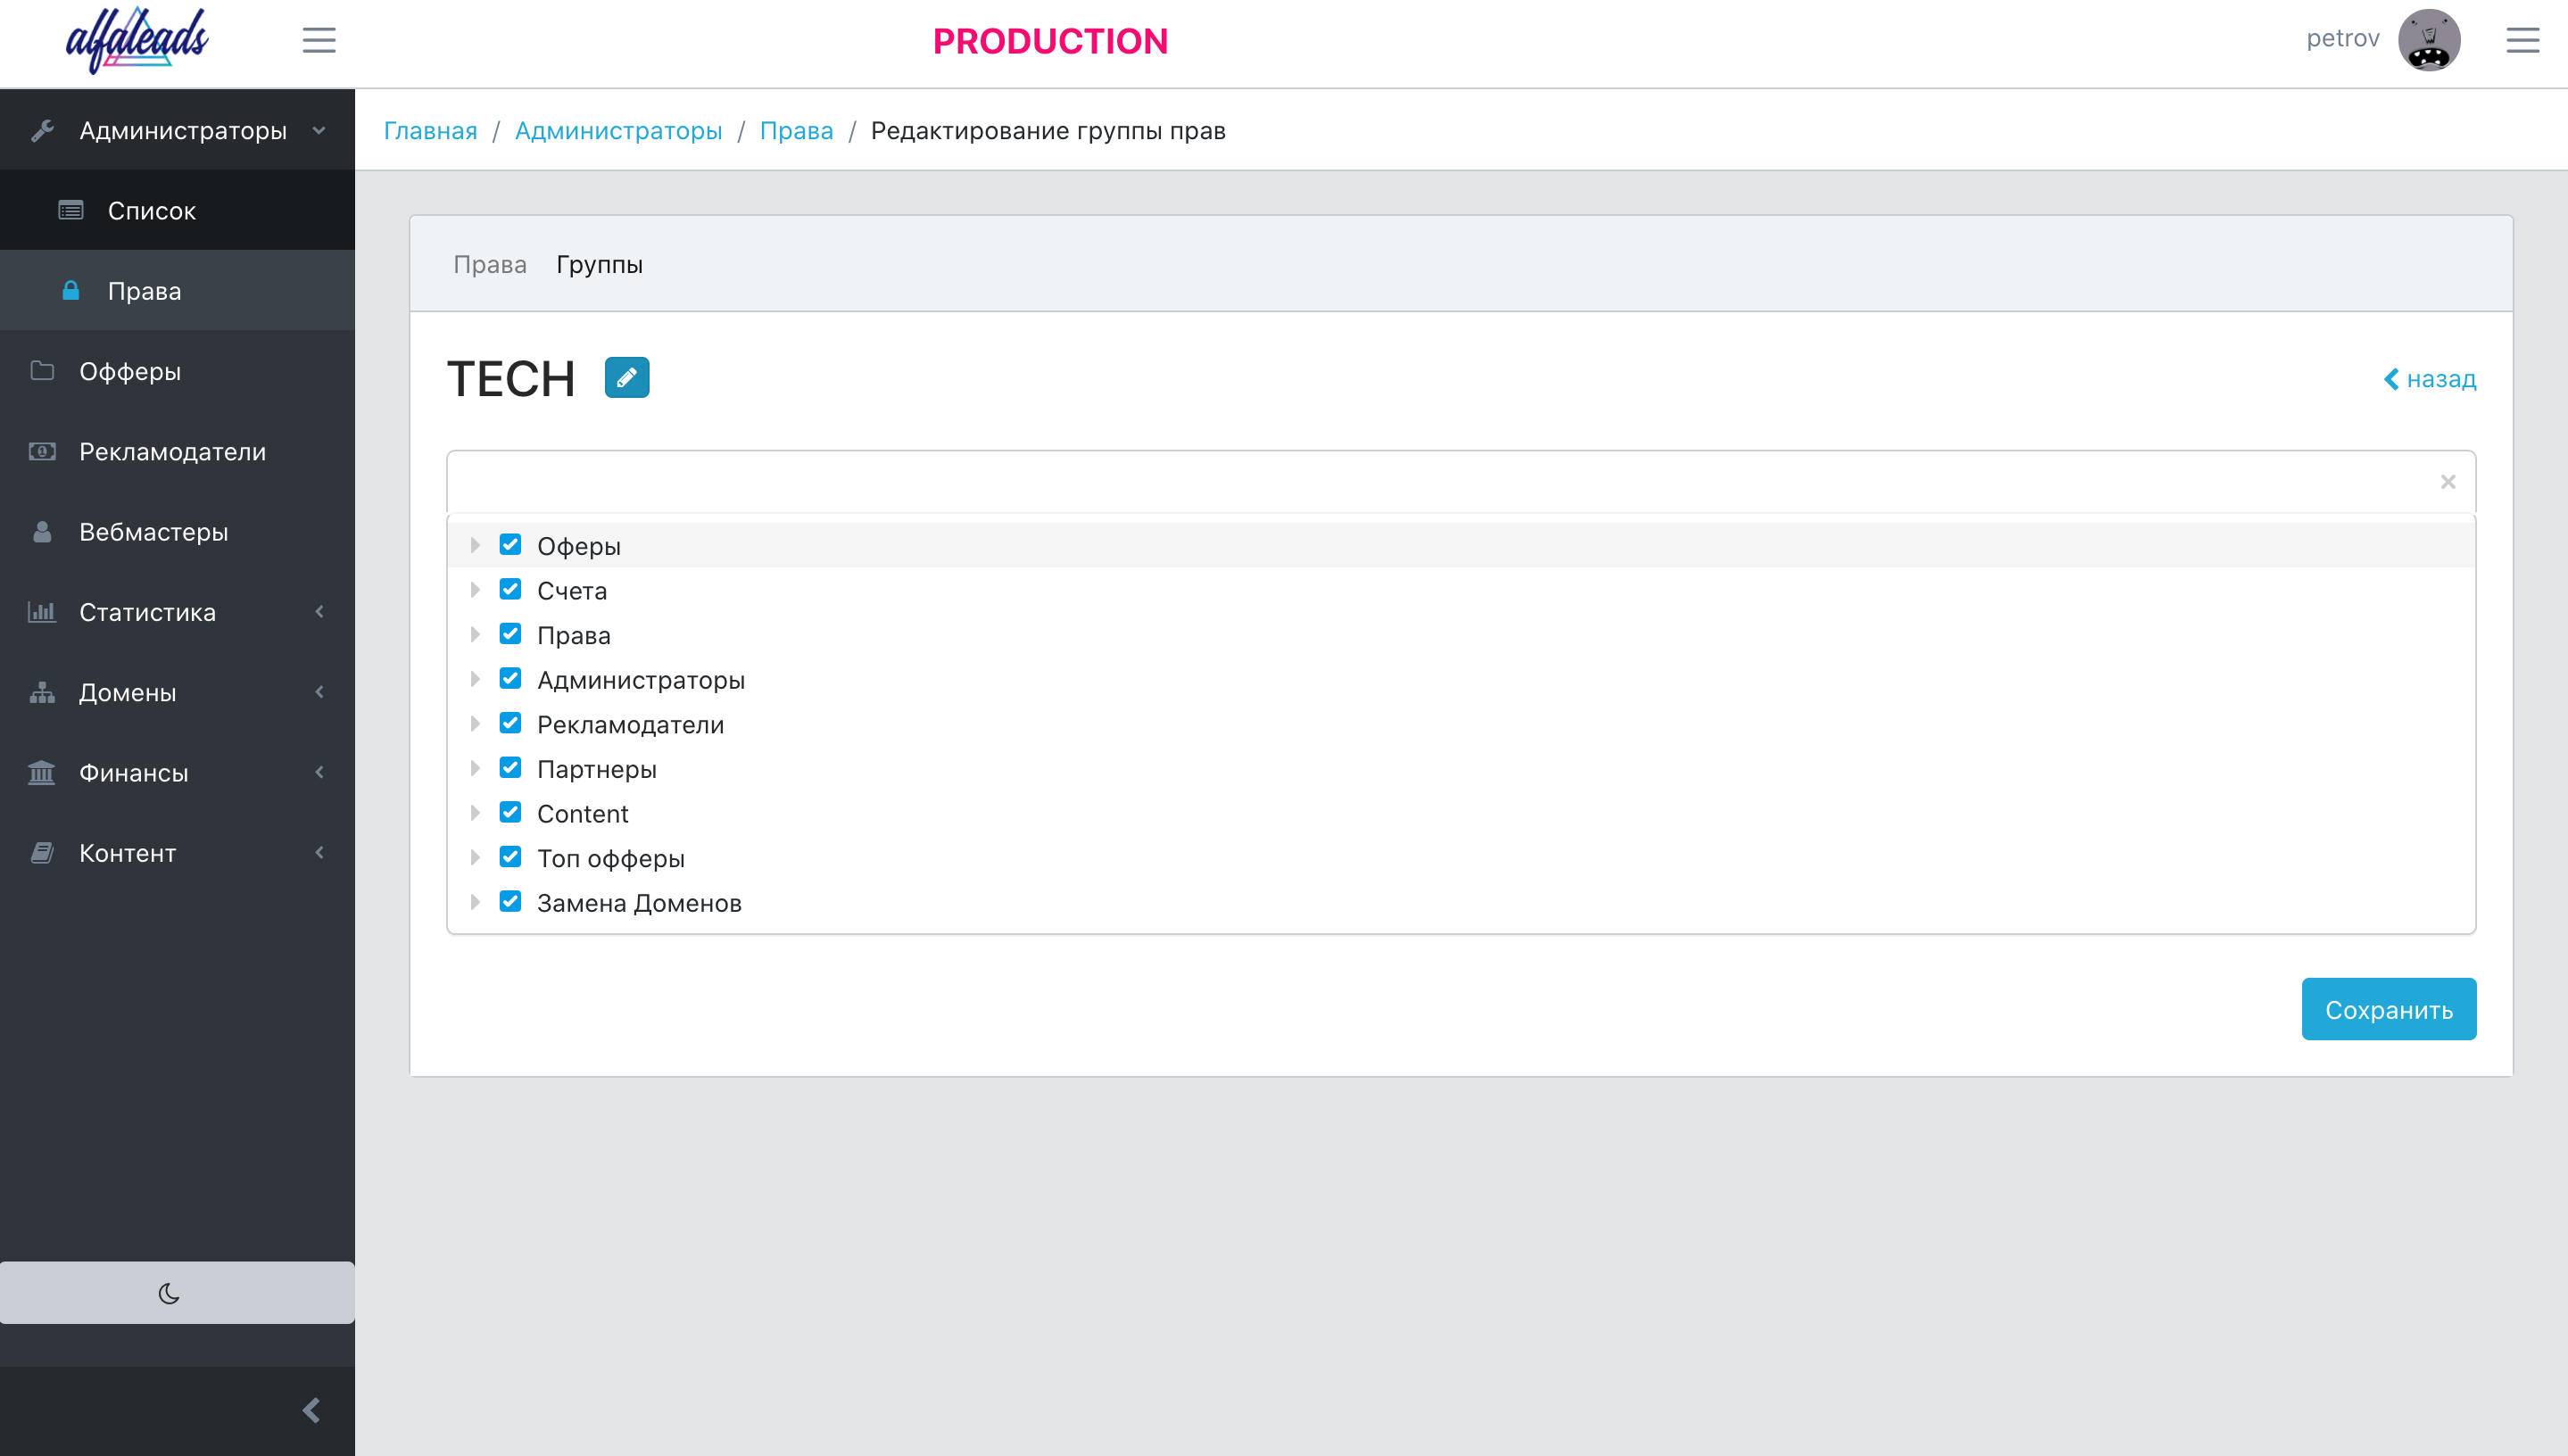 alfaleads
PRODUCTION
petrov
Администраторы
Главная / Администраторы / Права / Редактирование группы прав
Список
Права
Офферы
Рекламодатели
Вебмастеры
Статистика
Домены
Финансы
Контент
Права Группы
TECH
назад
Оферы
Счета
Права
Администраторы
Рекламодатели
Партнеры
Content
Топ офферы
Замена Доменов
Сохранить